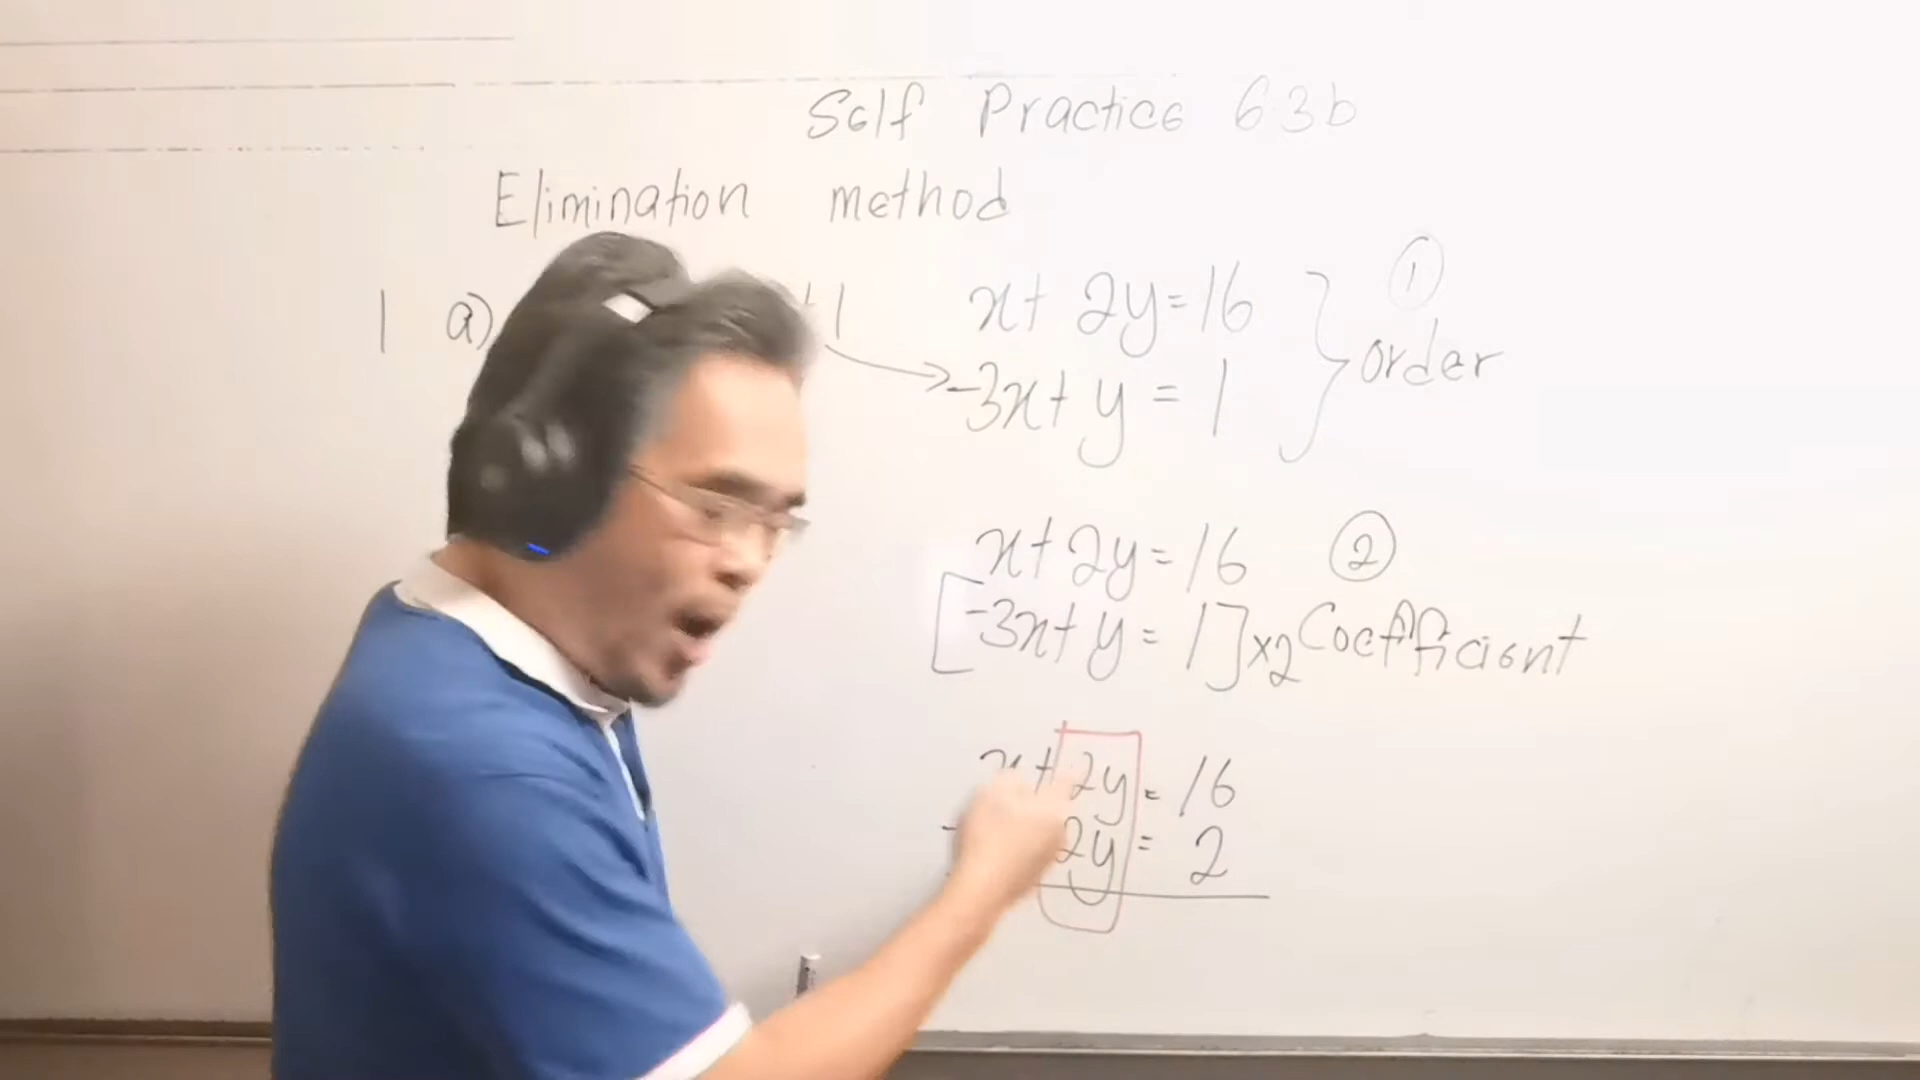 Self Practice 6.3b
Elimination method
1 a) +1
x + 2y = 16
-3x + y = 1
① order
x + 2y = 16 ②
[-3x + y = 1] ×2 Coefficient
x + 2y = 16
- 2y = 2